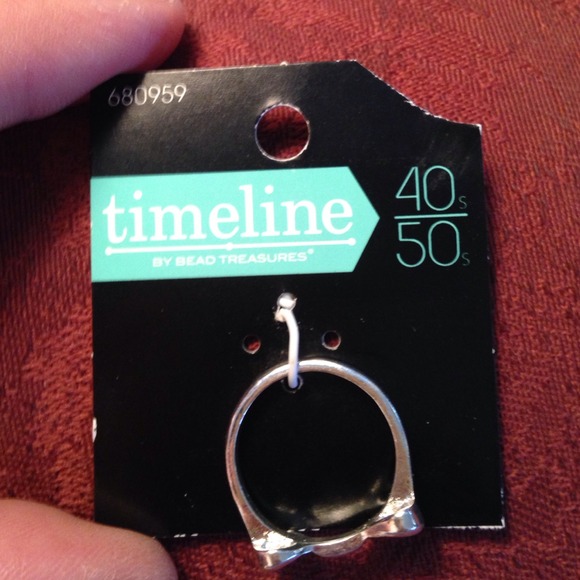 680959
timeline
BY BEAD TREASURES®
40s
50s